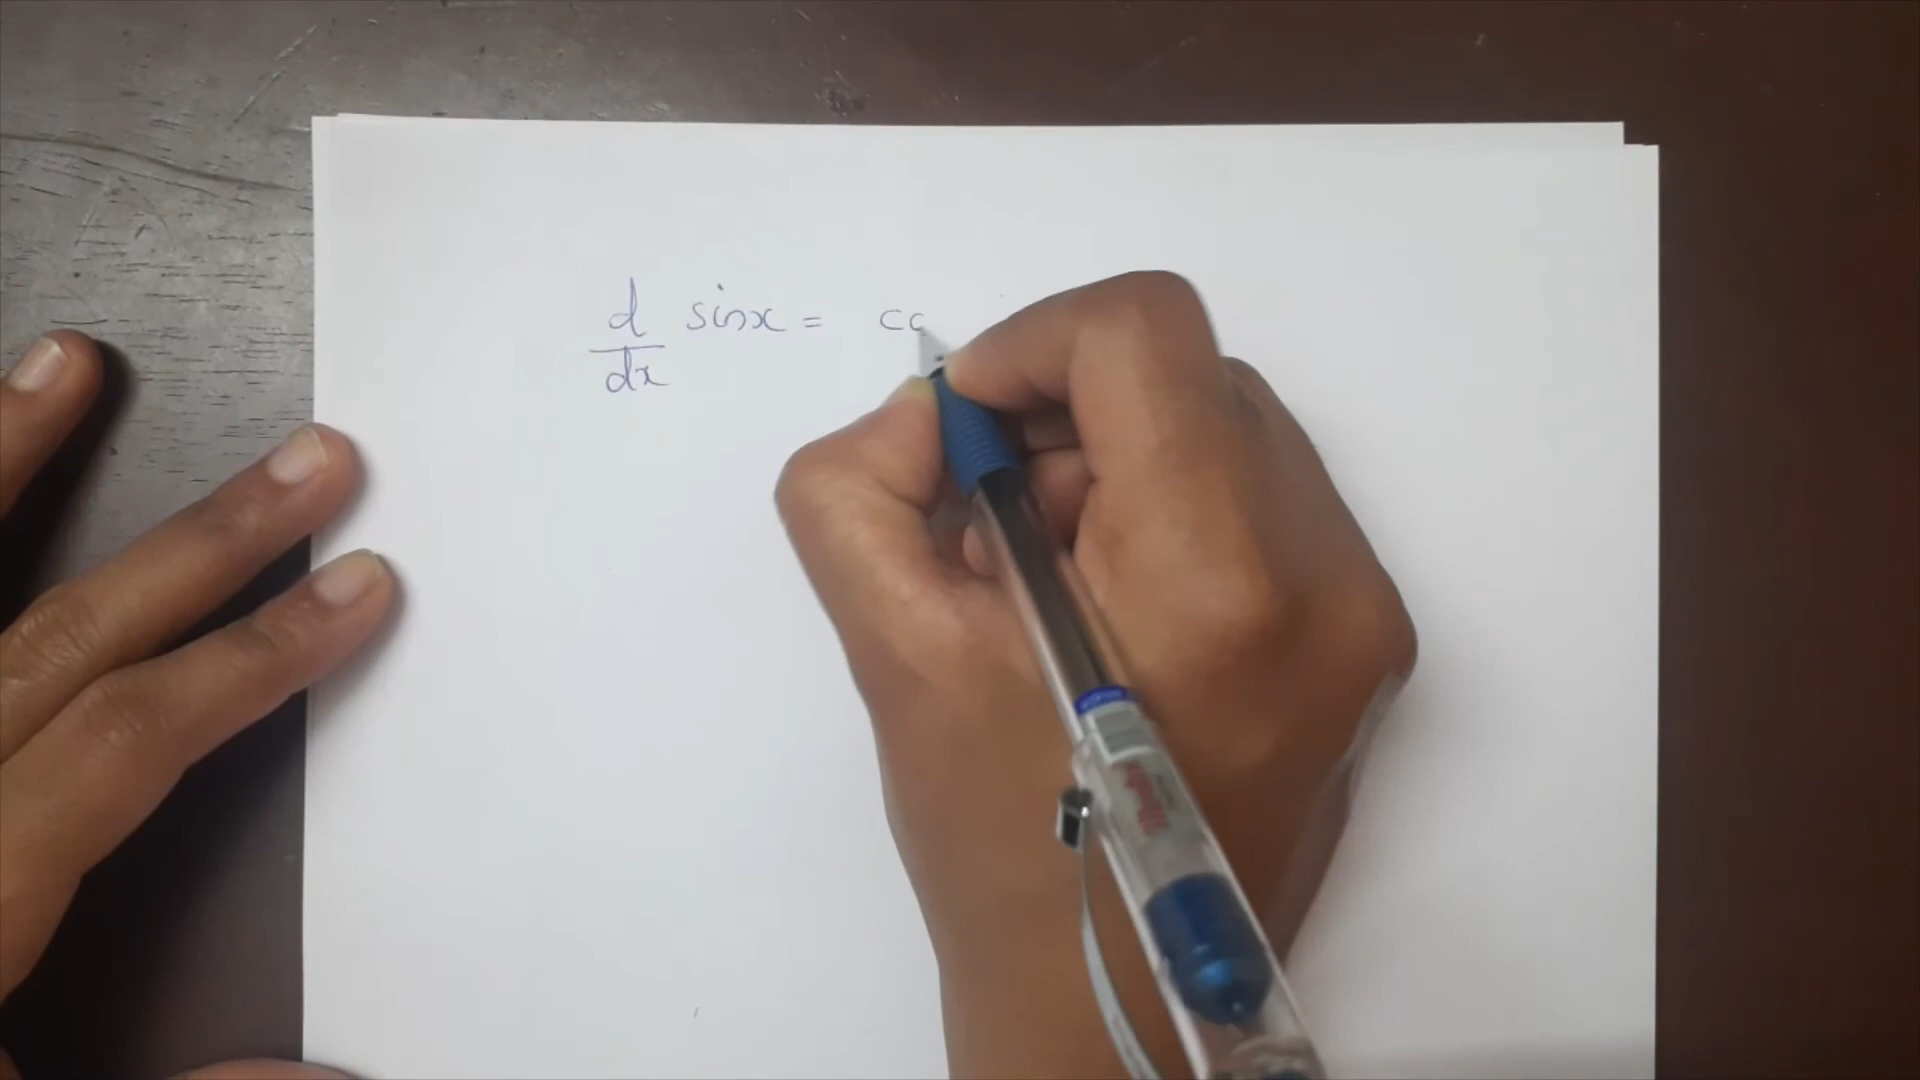 d/dx sinx = co